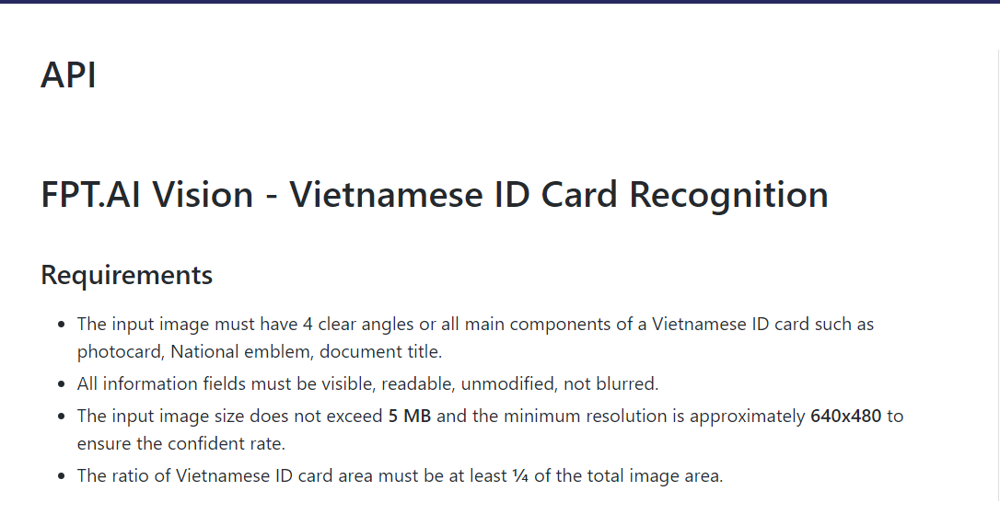 API
FPT.AI Vision - Vietnamese ID Card Recognition
Requirements
• The input image must have 4 clear angles or all main components of a Vietnamese ID card such as
photocard, National emblem, document title.
• All information fields must be visible, readable, unmodified, not blurred.
• The input image size does not exceed 5 MB and the minimum resolution is approximately 640x480 to
ensure the confident rate.
• The ratio of Vietnamese ID card area must be at least ¼ of the total image area.